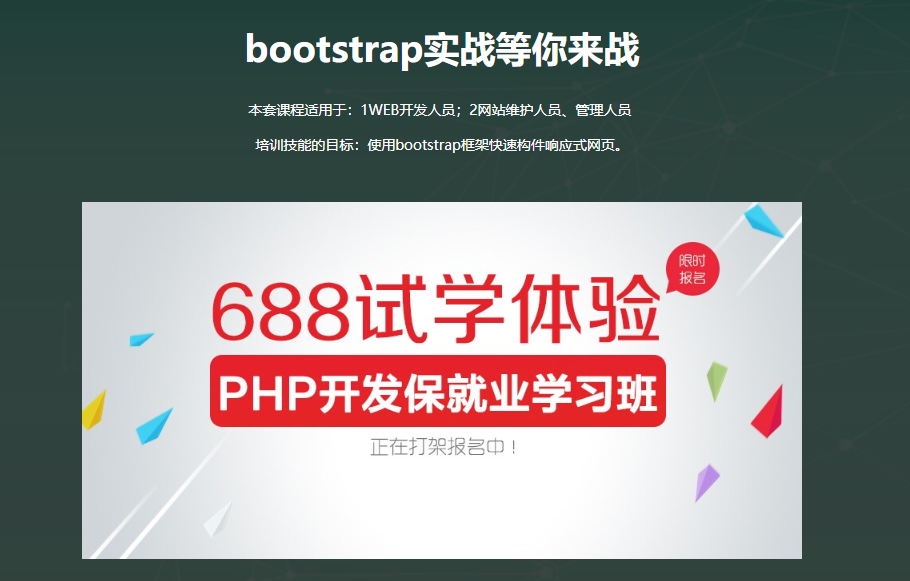 bootstrap实战等你来战
本套课程适用于：1WEB开发人员；2网站维护人员、管理人员
培训技能的目标：使用bootstrap框架快速构件响应式网页。
限时
报名
688试学体验
PHP开发保就业学习班
正在打架报名中！